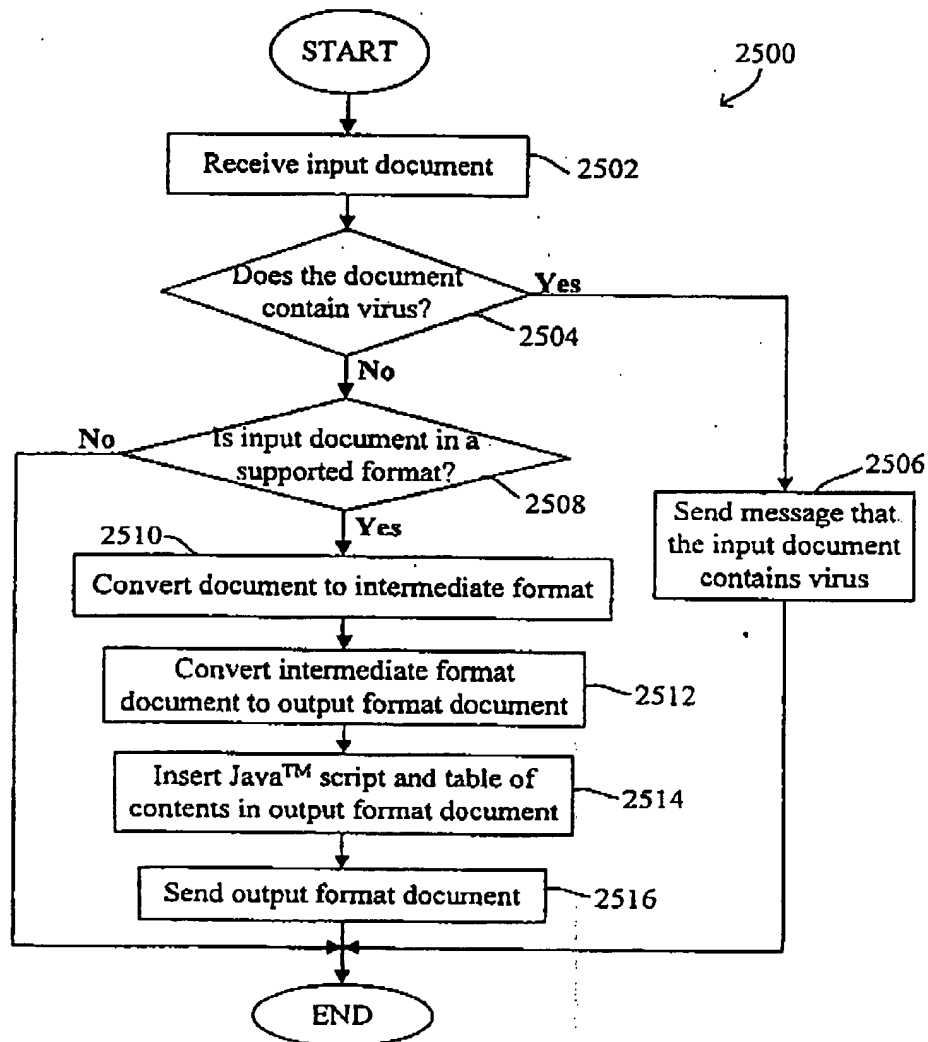 START
2500
Receive input document
2502
Does the document
contain virus?
Yes
2504
No
No
Is input document in a
supported format?
2508
2506
Send message that
the input document
contains virus
Yes
2510
Convert document to intermediate format
Convert intermediate format
document to output format document
2512
Insert Java™ script and table of
contents in output format document
2514
Send output format document
2516
END